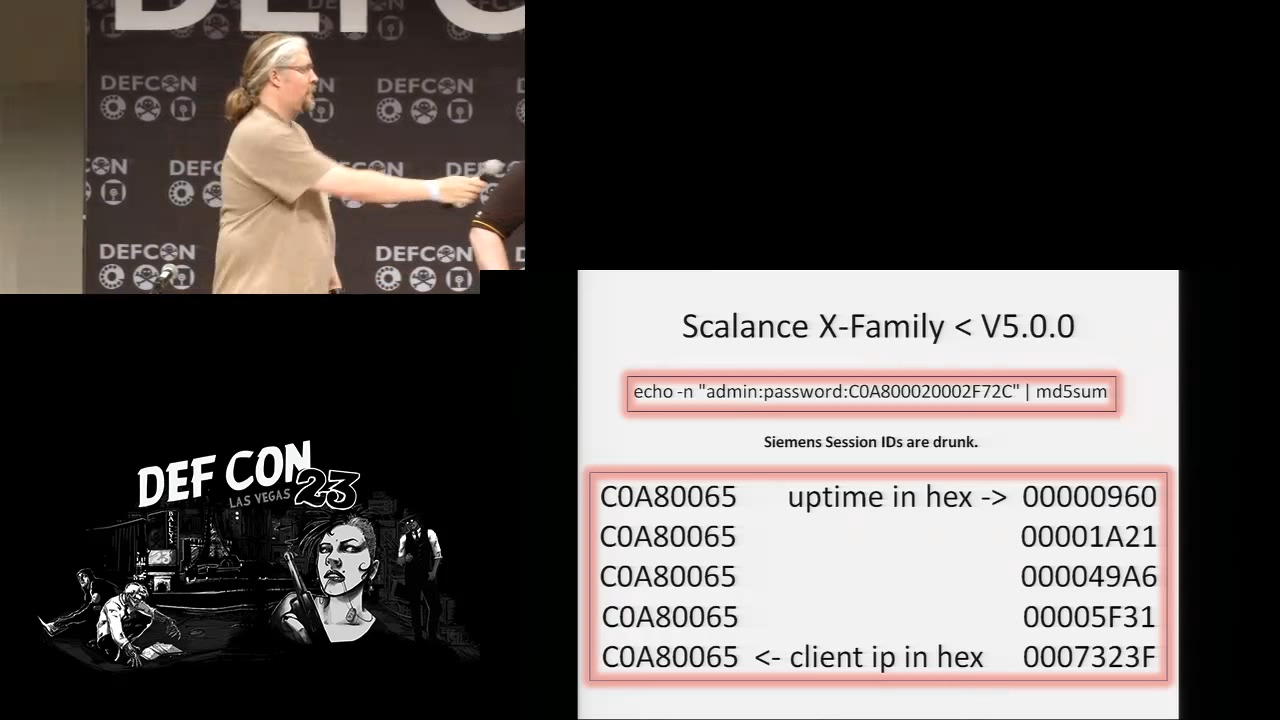 DEFCON
DEFCON
DEFCON
DEFCON
DEFCON
DEFCON
DEF CON 23
LAS VEGAS
BALLY'S
23
Scalance X-Family < V5.0.0
echo -n "admin:password:C0A800020002F72C" | md5sum
Siemens Session IDs are drunk.
C0A80065 uptime in hex -> 00000960
C0A80065 00001A21
C0A80065 000049A6
C0A80065 00005F31
C0A80065 <- client ip in hex 0007323F